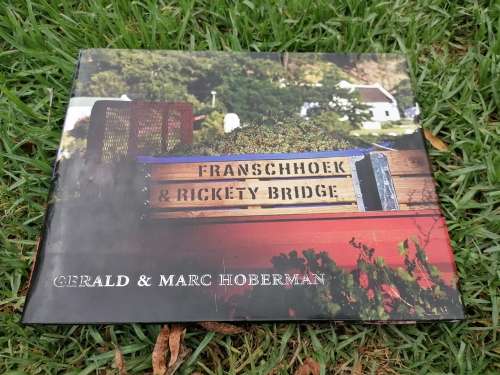 FRANSCHHOEK
& RICKETY BRIDGE
GERALD & MARC HOBERMAN